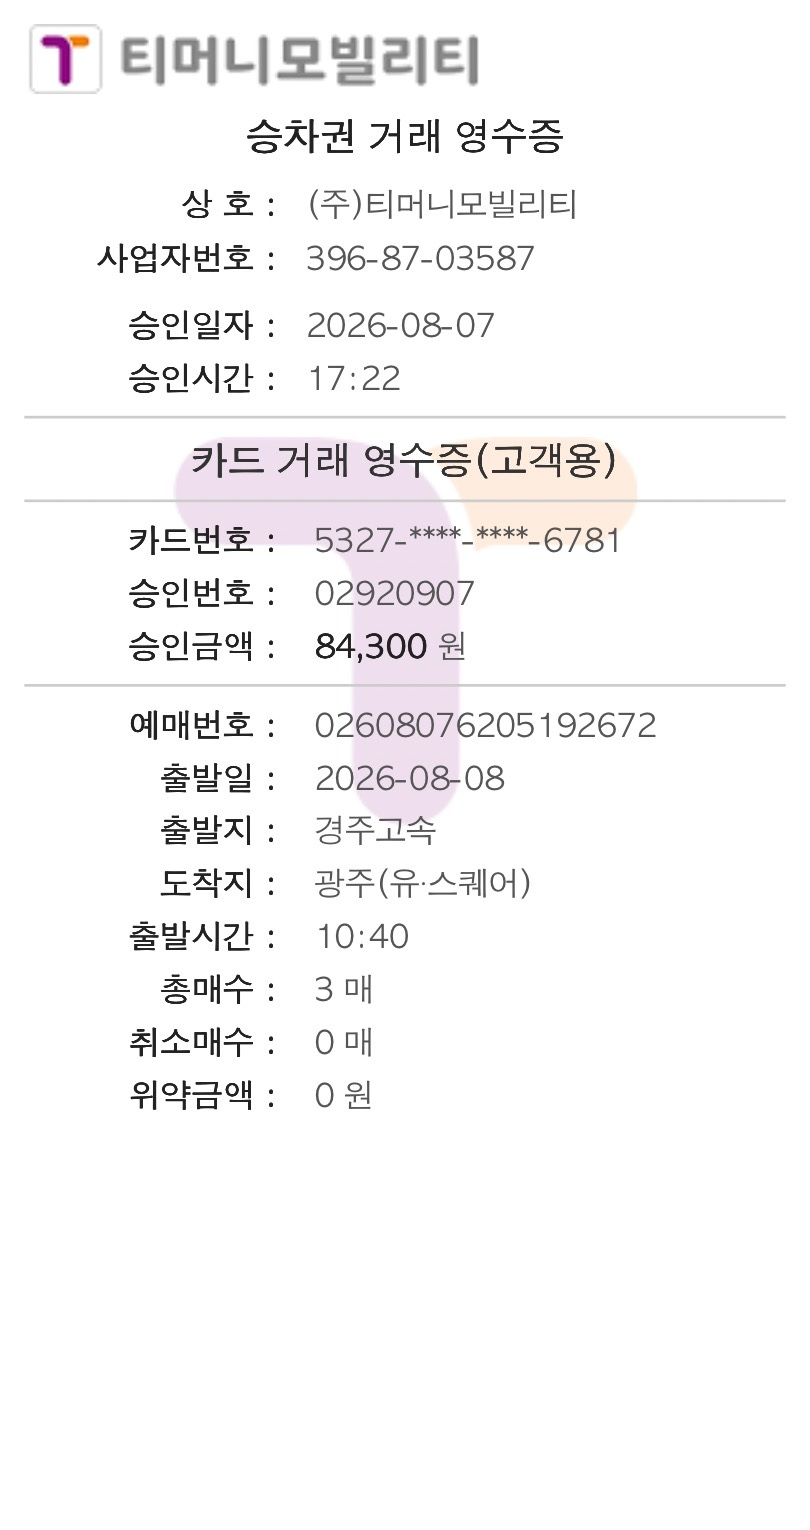 티머니모빌리티
승차권 거래 영수증
상 호 : (주)티머니모빌리티
사업자번호 : 396-87-03587
승인일자 : 2026-08-07
승인시간 : 17:22
카드 거래 영수증(고객용)
카드번호 : 5327-****-****-6781
승인번호 : 02920907
승인금액 : 84,300 원
예매번호 : 02608076205192672
출발일 : 2026-08-08
출발지 : 경주고속
도착지 : 광주(유·스퀘어)
출발시간 : 10:40
총매수 : 3 매
취소매수 : 0 매
위약금액 : 0 원